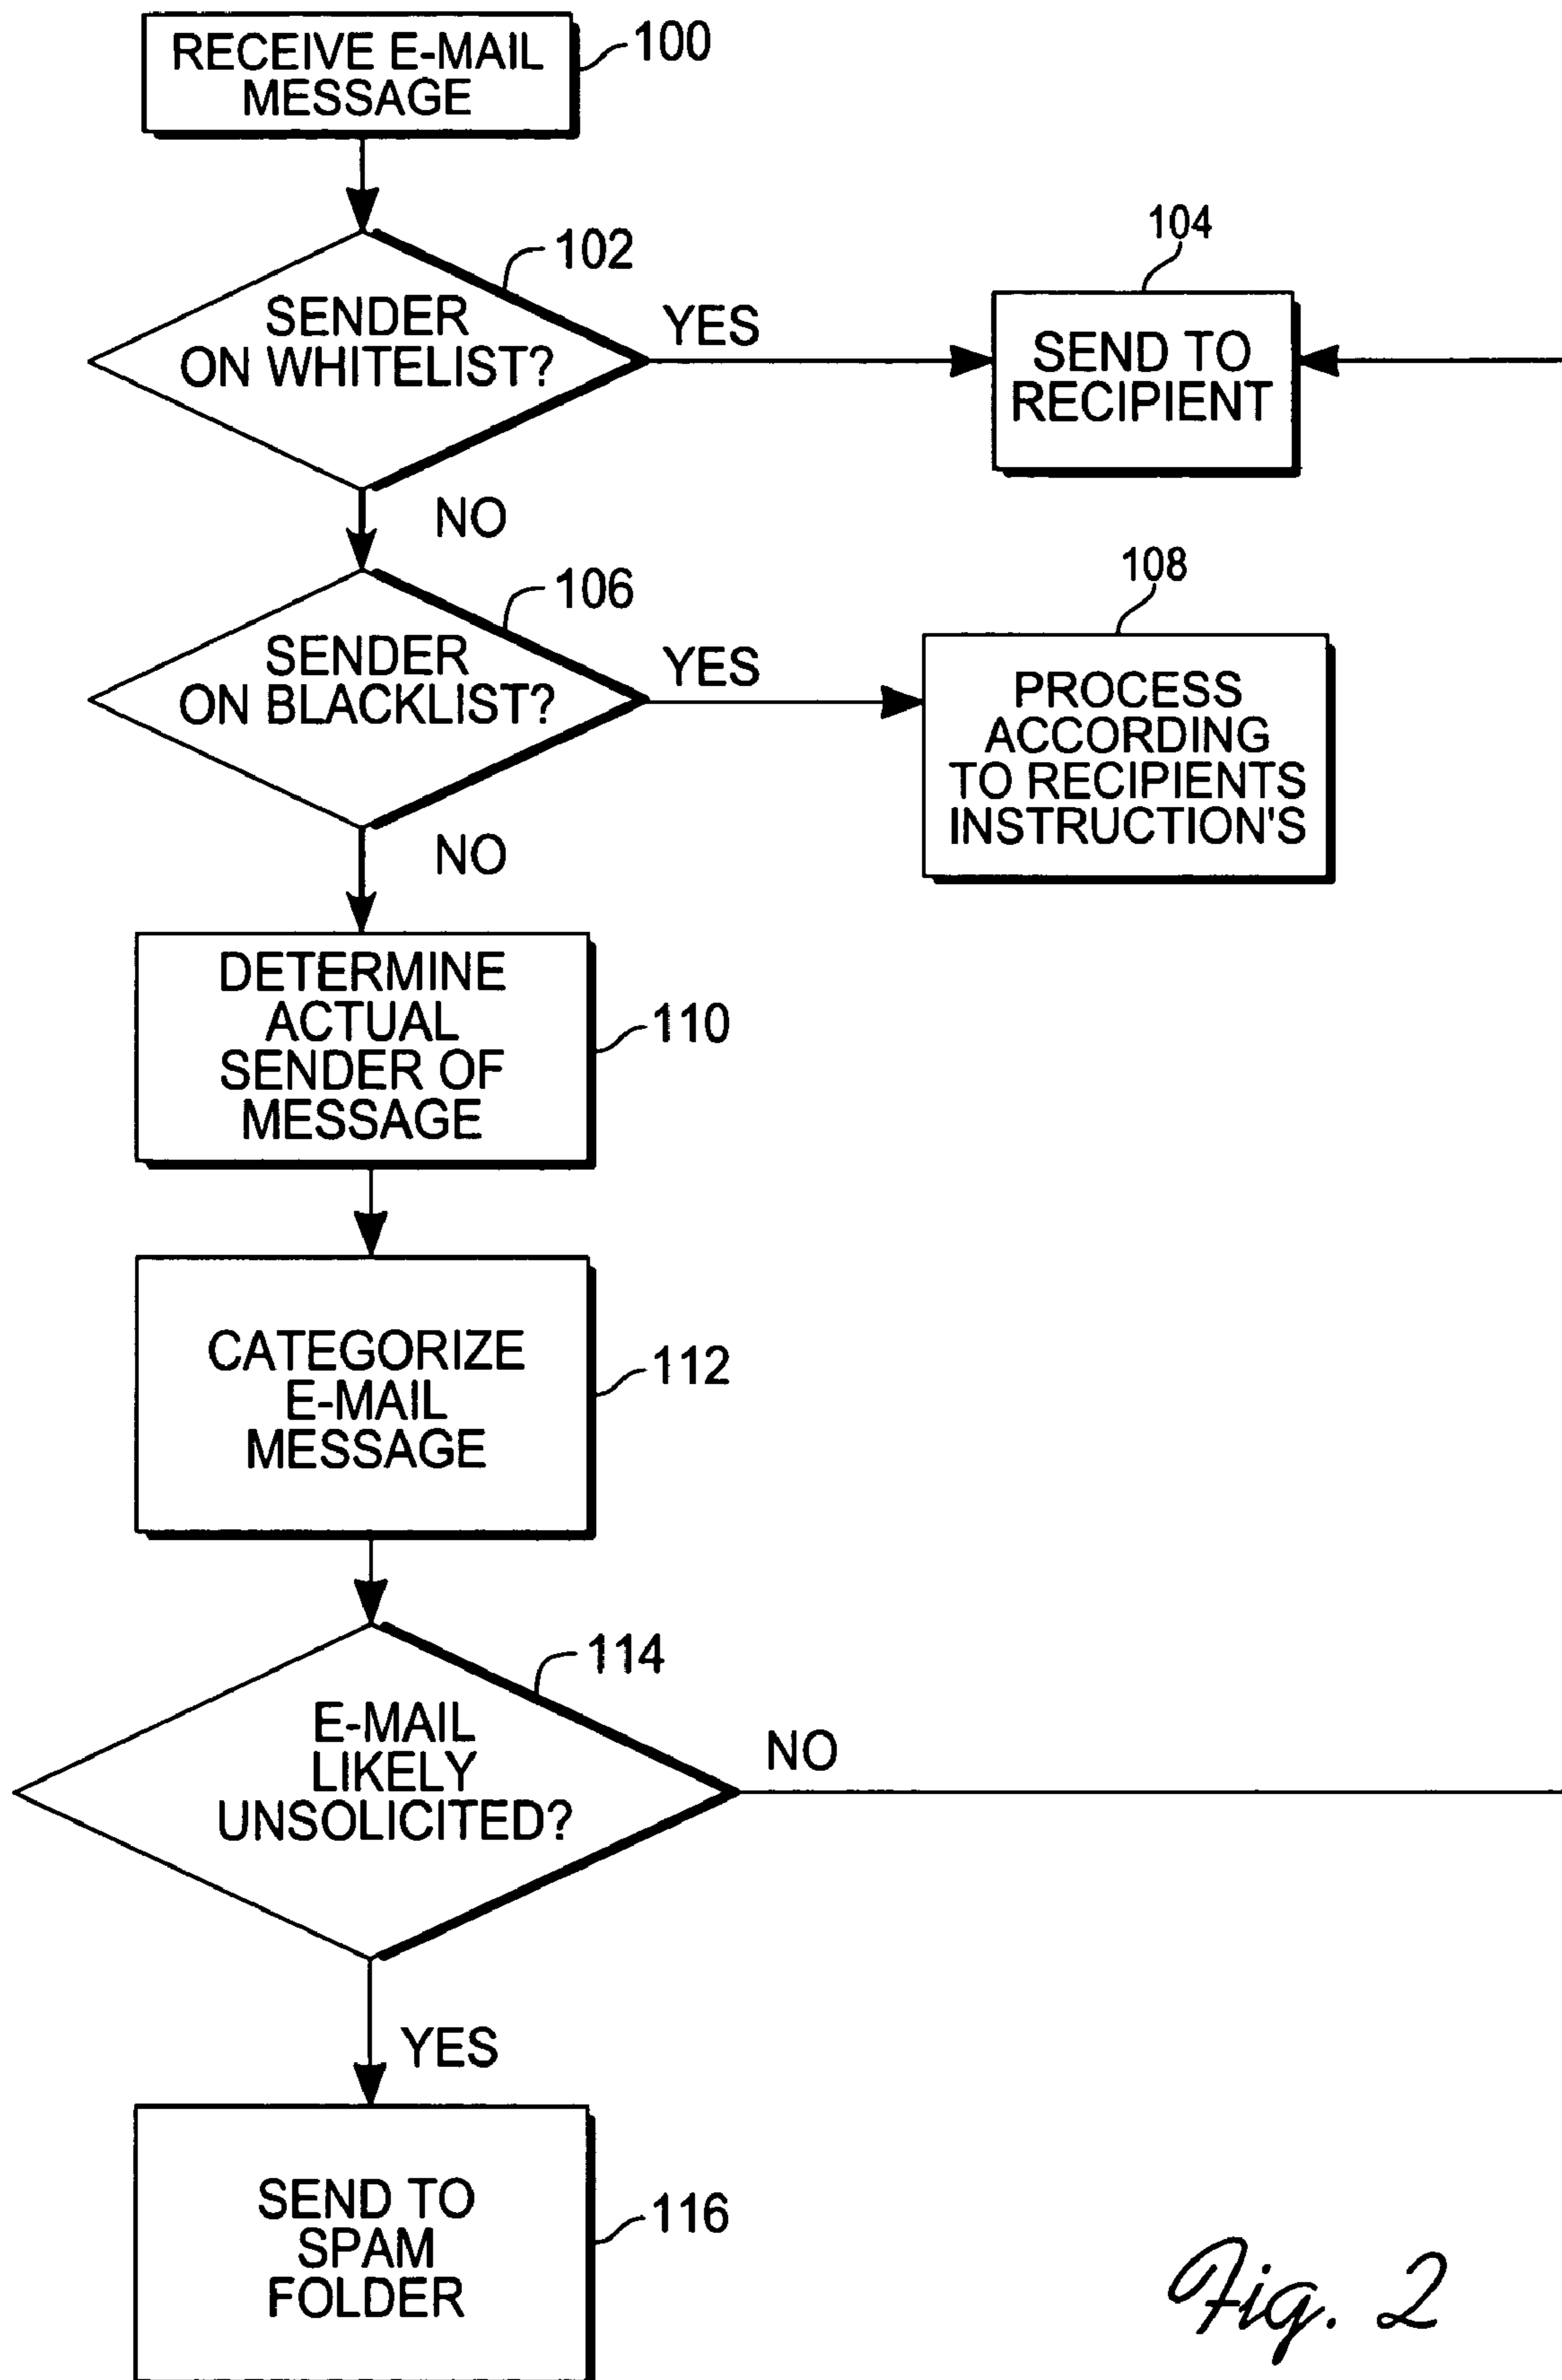 RECEIVE E-MAIL
MESSAGE
100
102
SENDER
ON WHITELIST?
YES
104
SEND TO
RECIPIENT
NO
106
SENDER
ON BLACKLIST?
YES
108
PROCESS
ACCORDING
TO RECIPIENTS
INSTRUCTION'S
NO
DETERMINE
ACTUAL
SENDER OF
MESSAGE
110
CATEGORIZE
E-MAIL
MESSAGE
112
114
E-MAIL
LIKELY
UNSOLICITED?
NO
YES
SEND TO
SPAM
FOLDER
116
Fig. 2